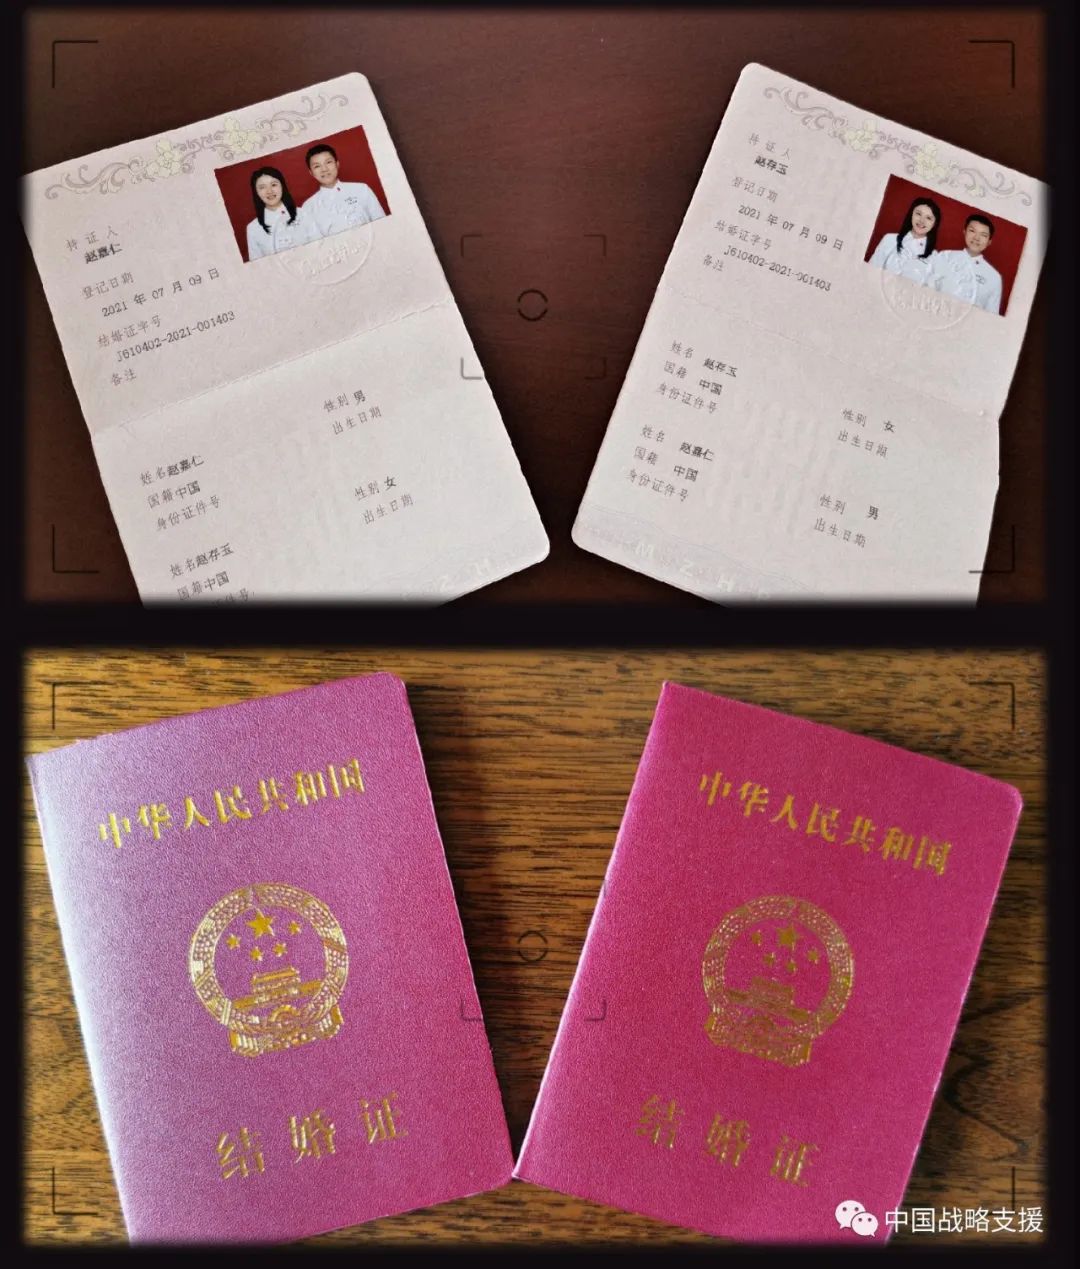 持证人
赵嘉仁
登记日期
2021 年 07 月 09 日
结婚证字号
J610402-2021-001403
备注
姓名赵嘉仁
性别 男
国籍中国
出生日期
身份证件号
姓名赵存玉
性别 女
国籍中国
出生日期
证件号
持证人
赵存玉
登记日期
2021 年 07 月 09 日
结婚证字号
J610402-2021-001403
备注
姓名 赵存玉
性别 女
国籍 中国
出生日期
身份证件号
姓名 赵嘉仁
性别 男
国籍 中国
出生日期
身份证件号
中华人民共和国
结婚证
中华人民共和国
结婚证
中国战略支援